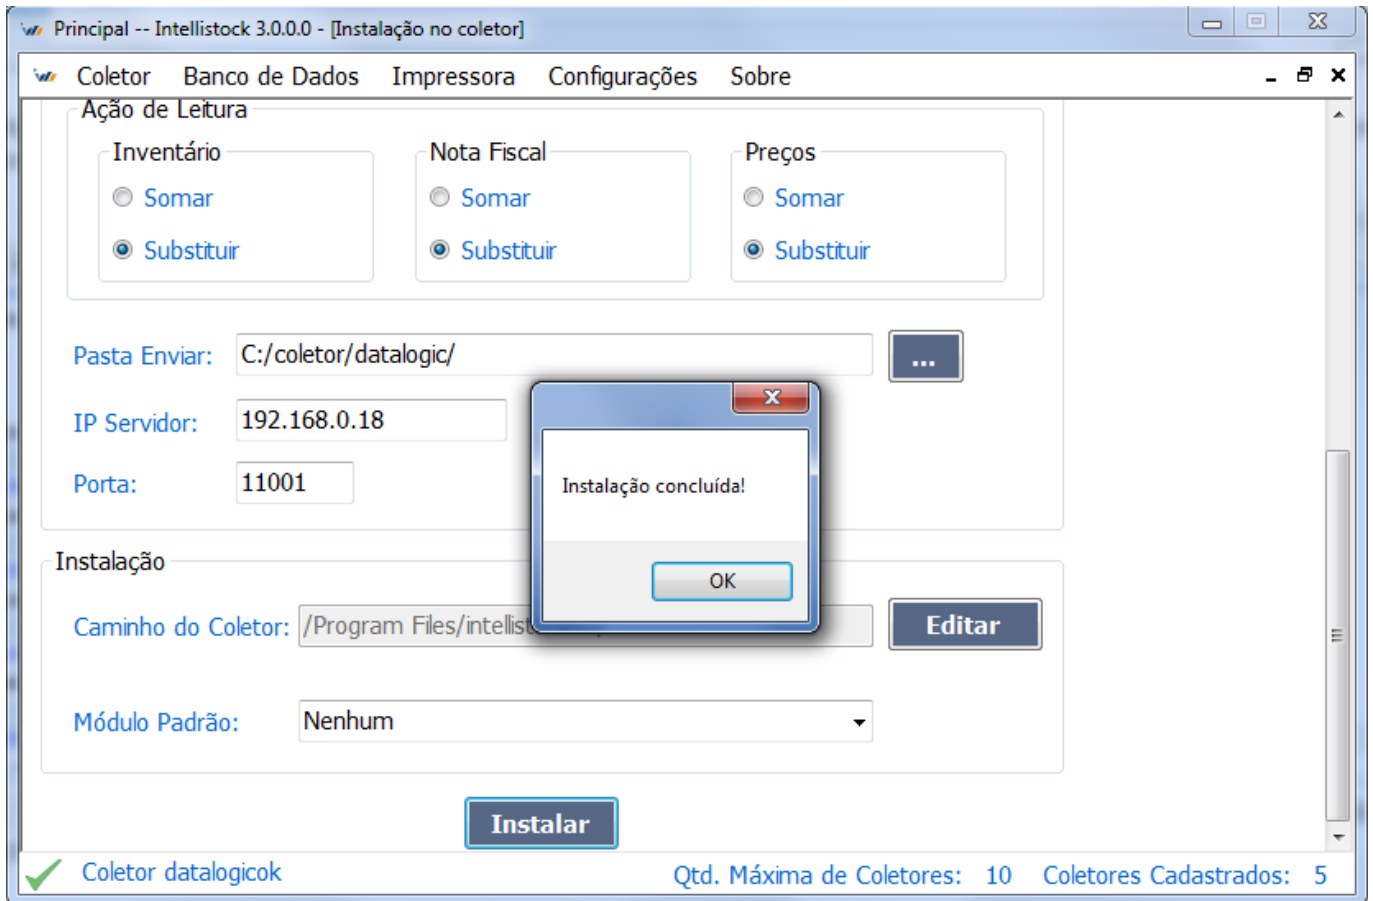 Principal -- Intellistock 3.0.0.0 - [Instalação no coletor]
Coletor Banco de Dados Impressora Configurações Sobre
Ação de Leitura
Inventário Nota Fiscal Preços
Somar Somar Somar
Substituir Substituir Substituir
Pasta Enviar: C:/coletor/datalogic/ ...
IP Servidor: 192.168.0.18
Porta: 11001
Instalação concluída!
OK
Instalação
Caminho do Coletor: /Program Files/ Editar
Módulo Padrão: Nenhum
Instalar
Coletor datalogicok Qtd. Máxima de Coletores: 10 Coletores Cadastrados: 5